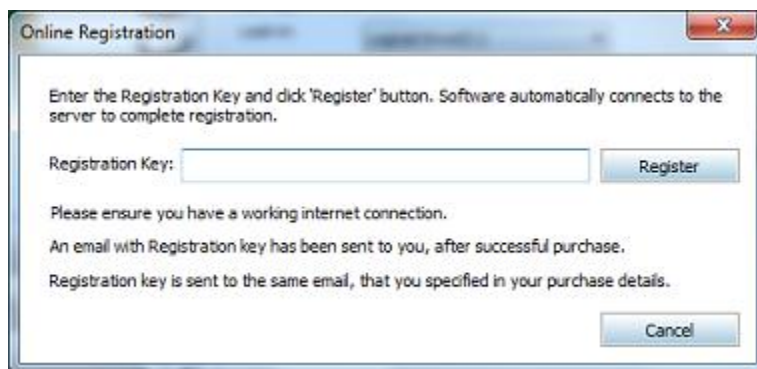 Online Registration
Enter the Registration Key and click 'Register' button. Software automatically connects to the
server to complete registration.
Registration Key:
Register
Please ensure you have a working internet connection.
An email with Registration key has been sent to you, after successful purchase.
Registration key is sent to the same email, that you specified in your purchase details.
Cancel